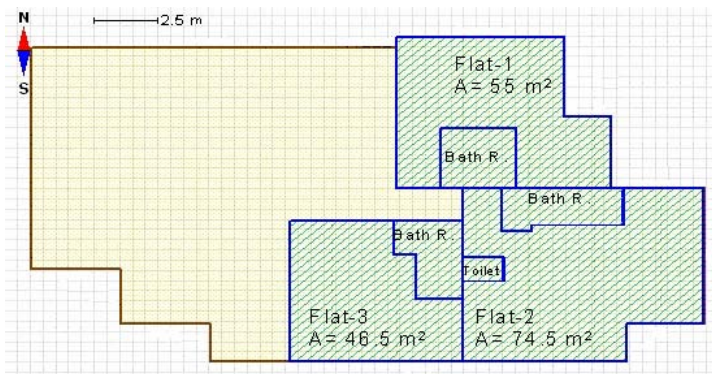 N
S
2.5 m
Flat-1
A= 55 m²
Bath R.
Bath R.
Bath R.
Toilet
Flat-3
A= 46.5 m²
Flat-2
A= 74.5 m²